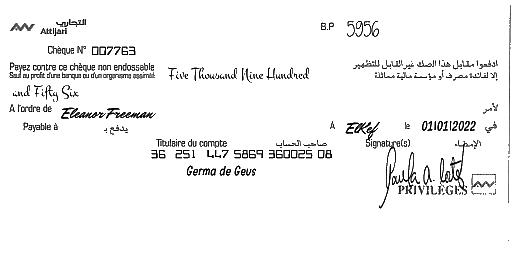 التجاري
Attijari
B.P 5956
Chèque N° 007763
Payez contre ce chèque non endossable
Sauf au profit d'une banque ou d'un organisme assimilé
Five Thousand Nine Hundred
ادفعوا مقابل هذا الصك غير القابل للتظهير
إلا لفائدة مصرف أو مؤسسة مالية مماثلة
and Fifty Six
A l'ordre de Eleanor Freeman
لأمر
Payable à يدفع بـ
A ElKef le 01/01/2022 في
Titulaire du compte صاحب الحساب
Signature(s) الإمضاء
36 251 447 5869 360025 08
Germa de Geus
PRIVILÈGES